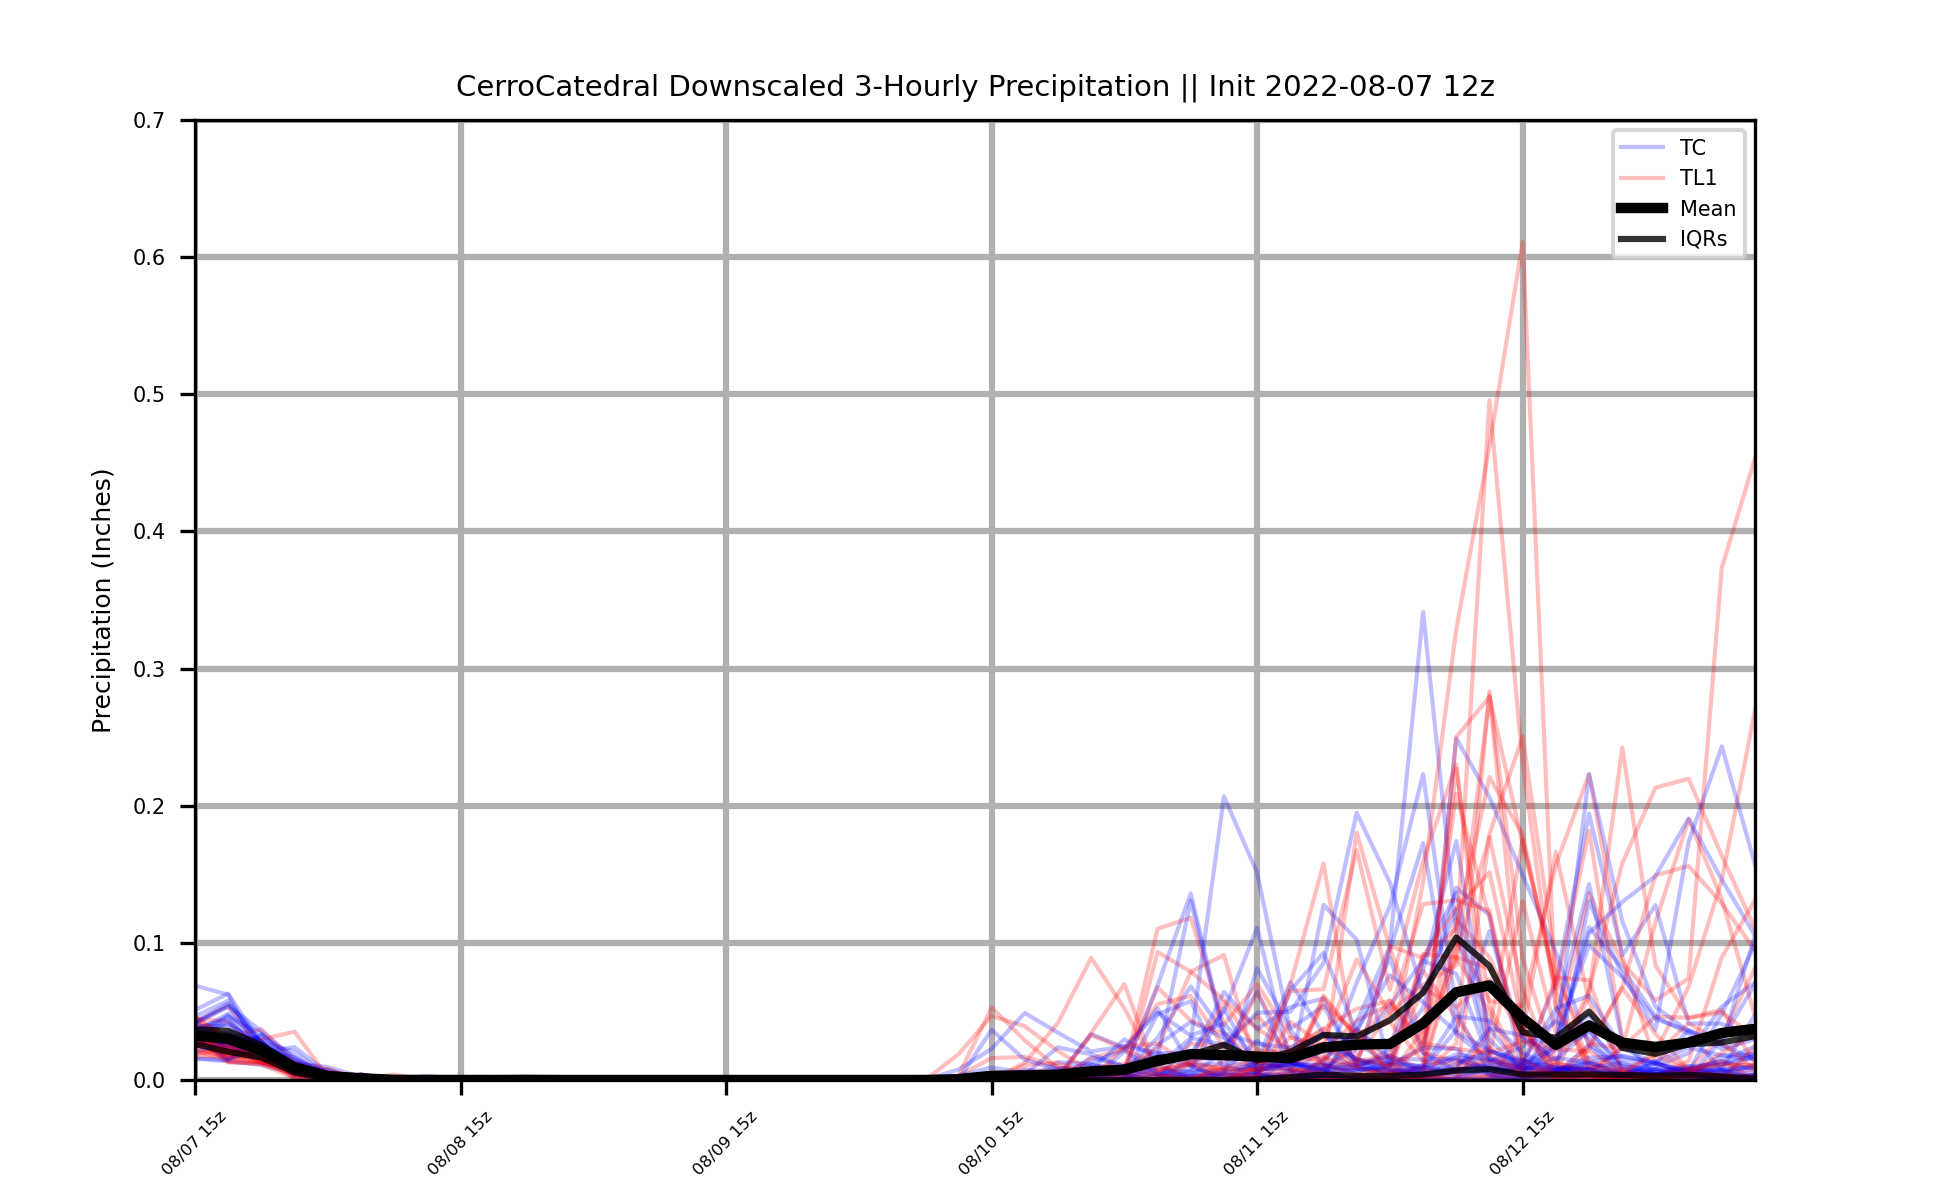 CerroCatedral Downscaled 3-Hourly Precipitation || Init 2022-08-07 12z
Precipitation (Inches)
0.7
0.6
0.5
0.4
0.3
0.2
0.1
0.0
TC
TL1
Mean
IQRs
08/07 15z
08/08 15z
08/09 15z
08/10 15z
08/11 15z
08/12 15z